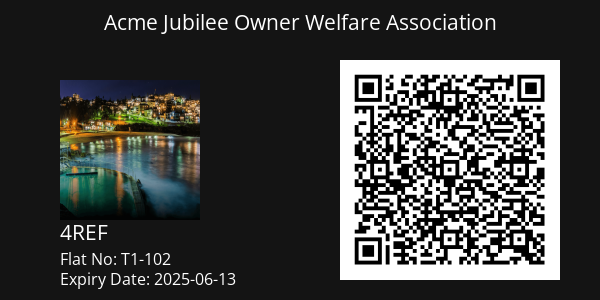 Acme Jubilee Owner Welfare Association
4REF
Flat No: T1-102
Expiry Date: 2025-06-13